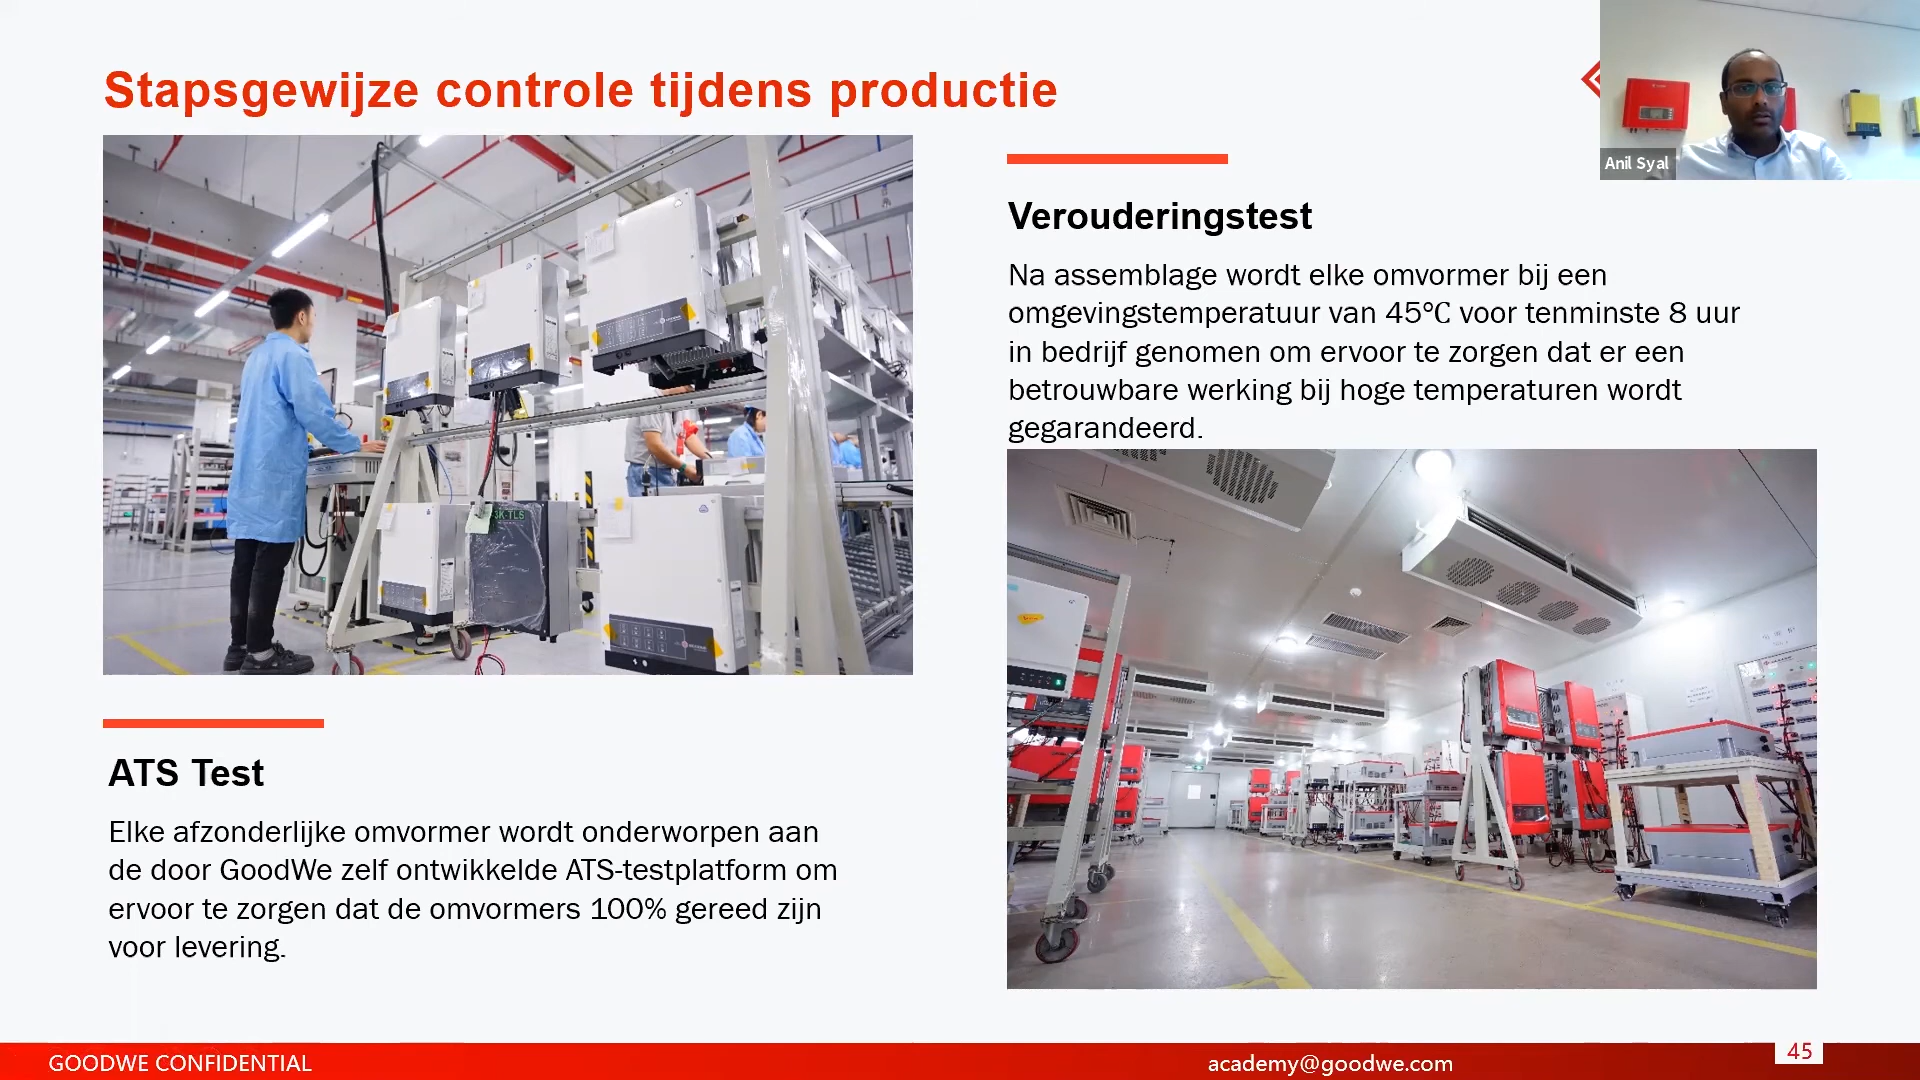 Stapsgewijze controle tijdens productie
Anil Syal
Verouderingstest
Na assemblage wordt elke omvormer bij een
omgevingstemperatuur van 45℃ voor tenminste 8 uur
in bedrijf genomen om ervoor te zorgen dat er een
betrouwbare werking bij hoge temperaturen wordt
gegarandeerd.
3K-TLS
ATS Test
Elke afzonderlijke omvormer wordt onderworpen aan
de door GoodWe zelf ontwikkelde ATS-testplatform om
ervoor te zorgen dat de omvormers 100% gereed zijn
voor levering.
GOODWE CONFIDENTIAL
academy@goodwe.com
45